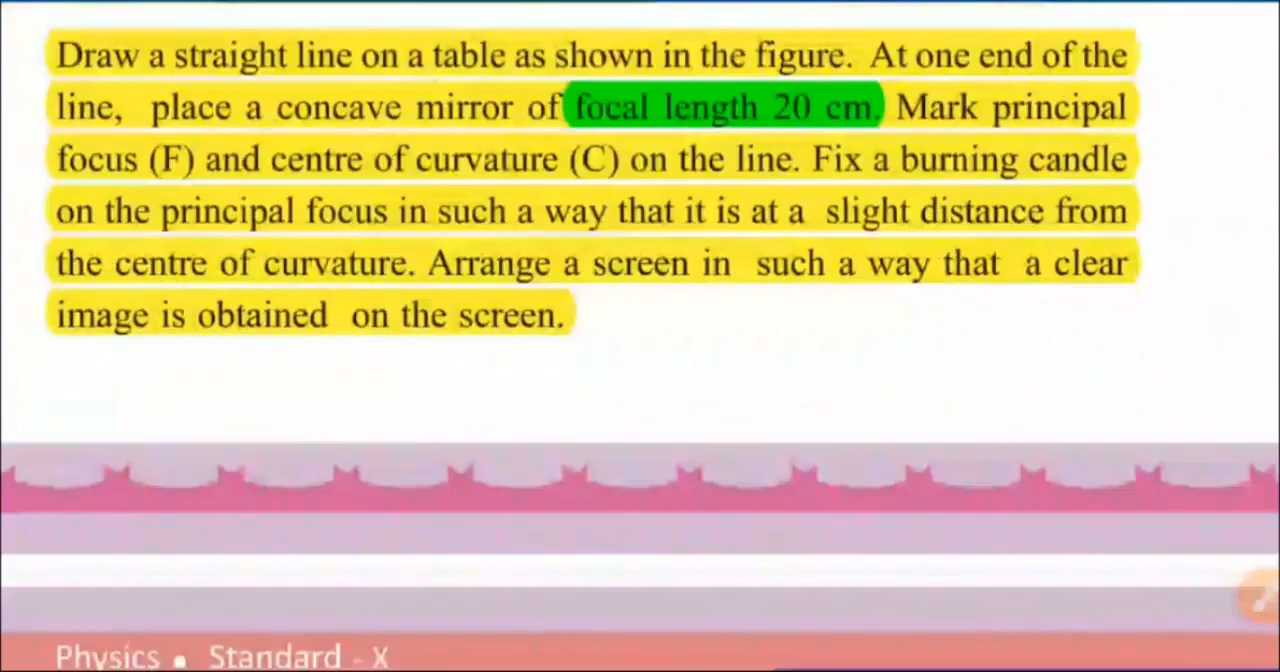 Draw a straight line on a table as shown in the figure. At one end of the
line, place a concave mirror of focal length 20 cm. Mark principal
focus (F) and centre of curvature (C) on the line. Fix a burning candle
on the principal focus in such a way that it is at a slight distance from
the centre of curvature. Arrange a screen in such a way that a clear
image is obtained on the screen.
Physics • Standard - X